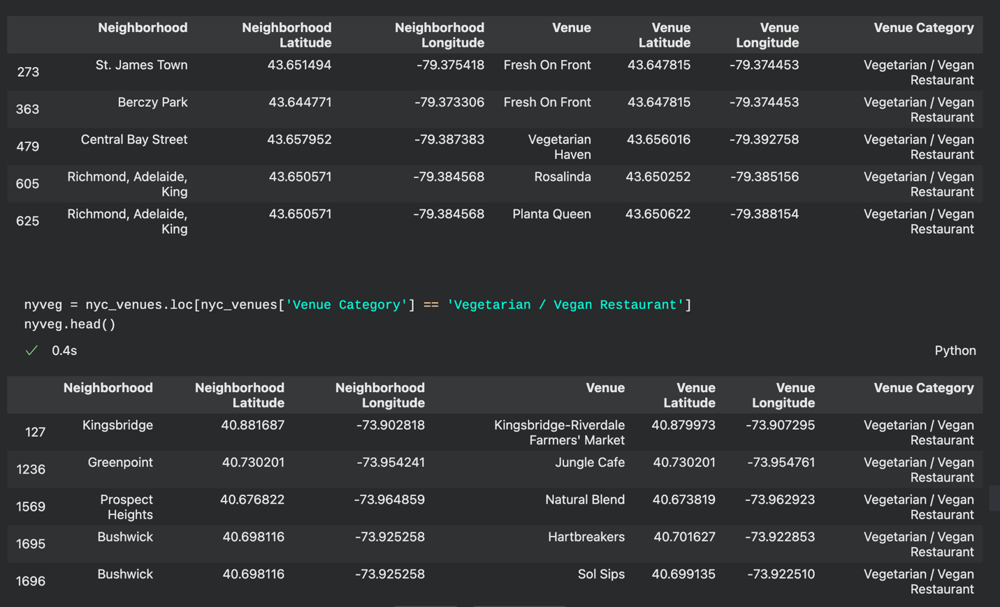 Neighborhood Neighborhood Latitude Neighborhood Longitude Venue Venue Latitude Venue Longitude Venue Category
273 St. James Town 43.651494 -79.375418 Fresh On Front 43.647815 -79.374453 Vegetarian / Vegan Restaurant
363 Berczy Park 43.644771 -79.373306 Fresh On Front 43.647815 -79.374453 Vegetarian / Vegan Restaurant
479 Central Bay Street 43.657952 -79.387383 Vegetarian Haven 43.656016 -79.392758 Vegetarian / Vegan Restaurant
605 Richmond, Adelaide, King 43.650571 -79.384568 Rosalinda 43.650252 -79.385156 Vegetarian / Vegan Restaurant
625 Richmond, Adelaide, King 43.650571 -79.384568 Planta Queen 43.650622 -79.388154 Vegetarian / Vegan Restaurant
nyveg = nyc_venues.loc[nyc_venues['Venue Category'] == 'Vegetarian / Vegan Restaurant']
nyveg.head()
✓ 0.4s Python
Neighborhood Neighborhood Latitude Neighborhood Longitude Venue Venue Latitude Venue Longitude Venue Category
127 Kingsbridge 40.881687 -73.902818 Kingsbridge-Riverdale Farmers' Market 40.879973 -73.907295 Vegetarian / Vegan Restaurant
1236 Greenpoint 40.730201 -73.954241 Jungle Cafe 40.730201 -73.954761 Vegetarian / Vegan Restaurant
1569 Prospect Heights 40.676822 -73.964859 Natural Blend 40.673819 -73.962923 Vegetarian / Vegan Restaurant
1695 Bushwick 40.698116 -73.925258 Hartbreakers 40.701627 -73.922853 Vegetarian / Vegan Restaurant
1696 Bushwick 40.698116 -73.925258 Sol Sips 40.699135 -73.922510 Vegetarian / Vegan Restaurant